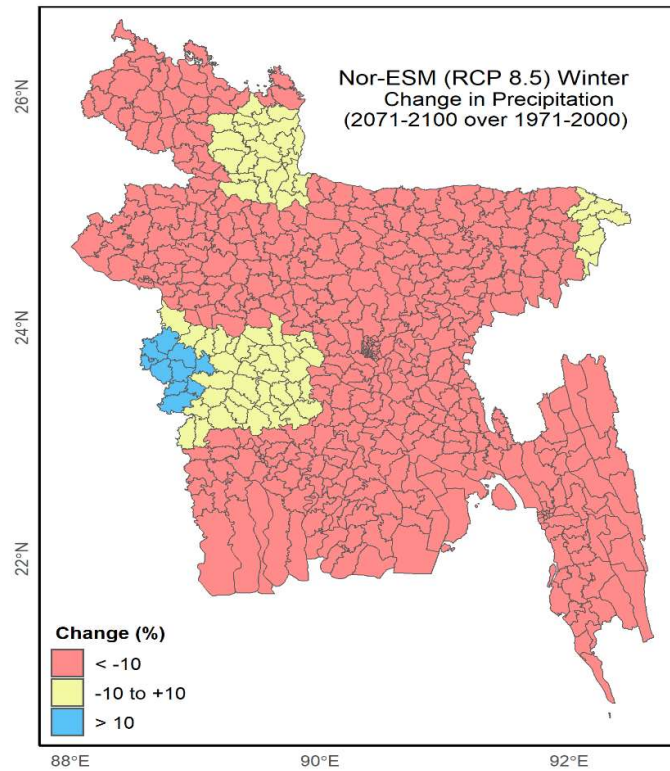 Nor-ESM (RCP 8.5) Winter
Change in Precipitation
(2071-2100 over 1971-2000)
26°N
24°N
22°N
Change (%)
< -10
-10 to +10
> 10
88°E
90°E
92°E